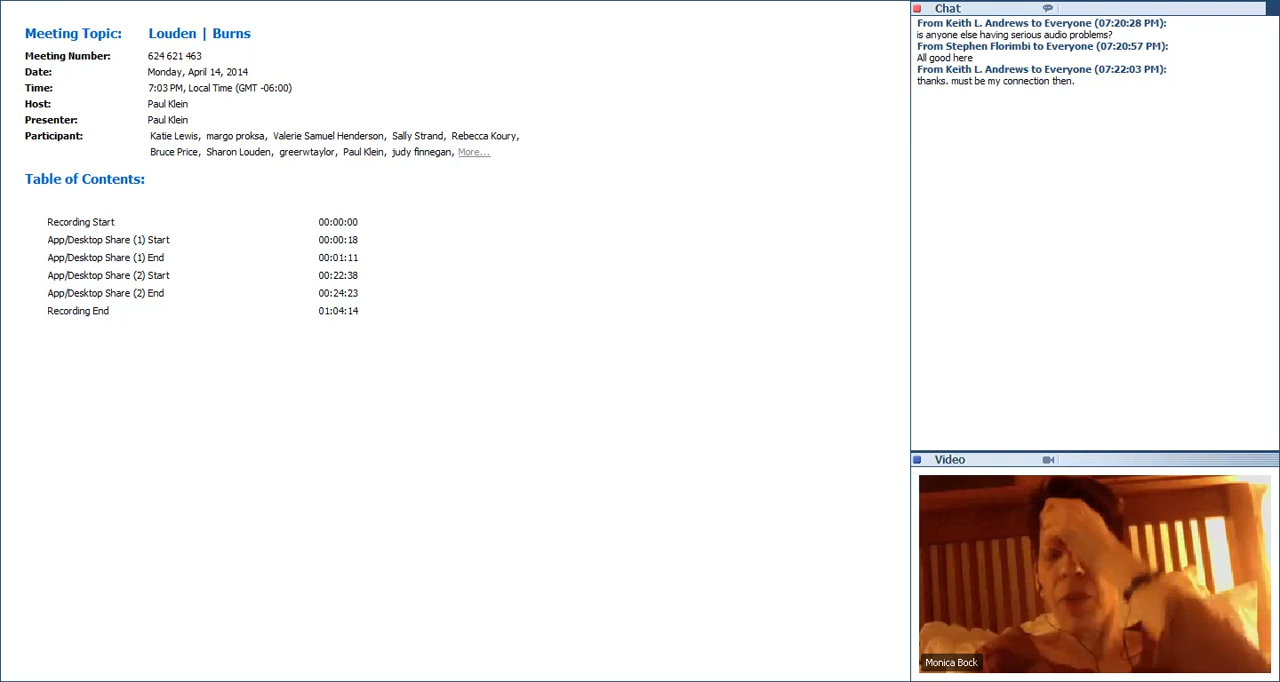 Meeting Topic: Louden | Burns
Meeting Number: 624 621 463
Date: Monday, April 14, 2014
Time: 7:03 PM, Local Time (GMT -06:00)
Host: Paul Klein
Presenter: Paul Klein
Participant: Katie Lewis, margo proksa, Valerie Samuel Henderson, Sally Strand, Rebecca Koury,
Bruce Price, Sharon Louden, greerwtaylor, Paul Klein, judy finnegan, More...
Table of Contents:
Recording Start 00:00:00
App/Desktop Share (1) Start 00:00:18
App/Desktop Share (1) End 00:01:11
App/Desktop Share (2) Start 00:22:38
App/Desktop Share (2) End 00:24:23
Recording End 01:04:14
Chat
From Keith L. Andrews to Everyone (07:20:28 PM):
is anyone else having serious audio problems?
From Stephen Florimbi to Everyone (07:20:57 PM):
All good here
From Keith L. Andrews to Everyone (07:22:03 PM):
thanks. must be my connection then.
Video
Monica Bock